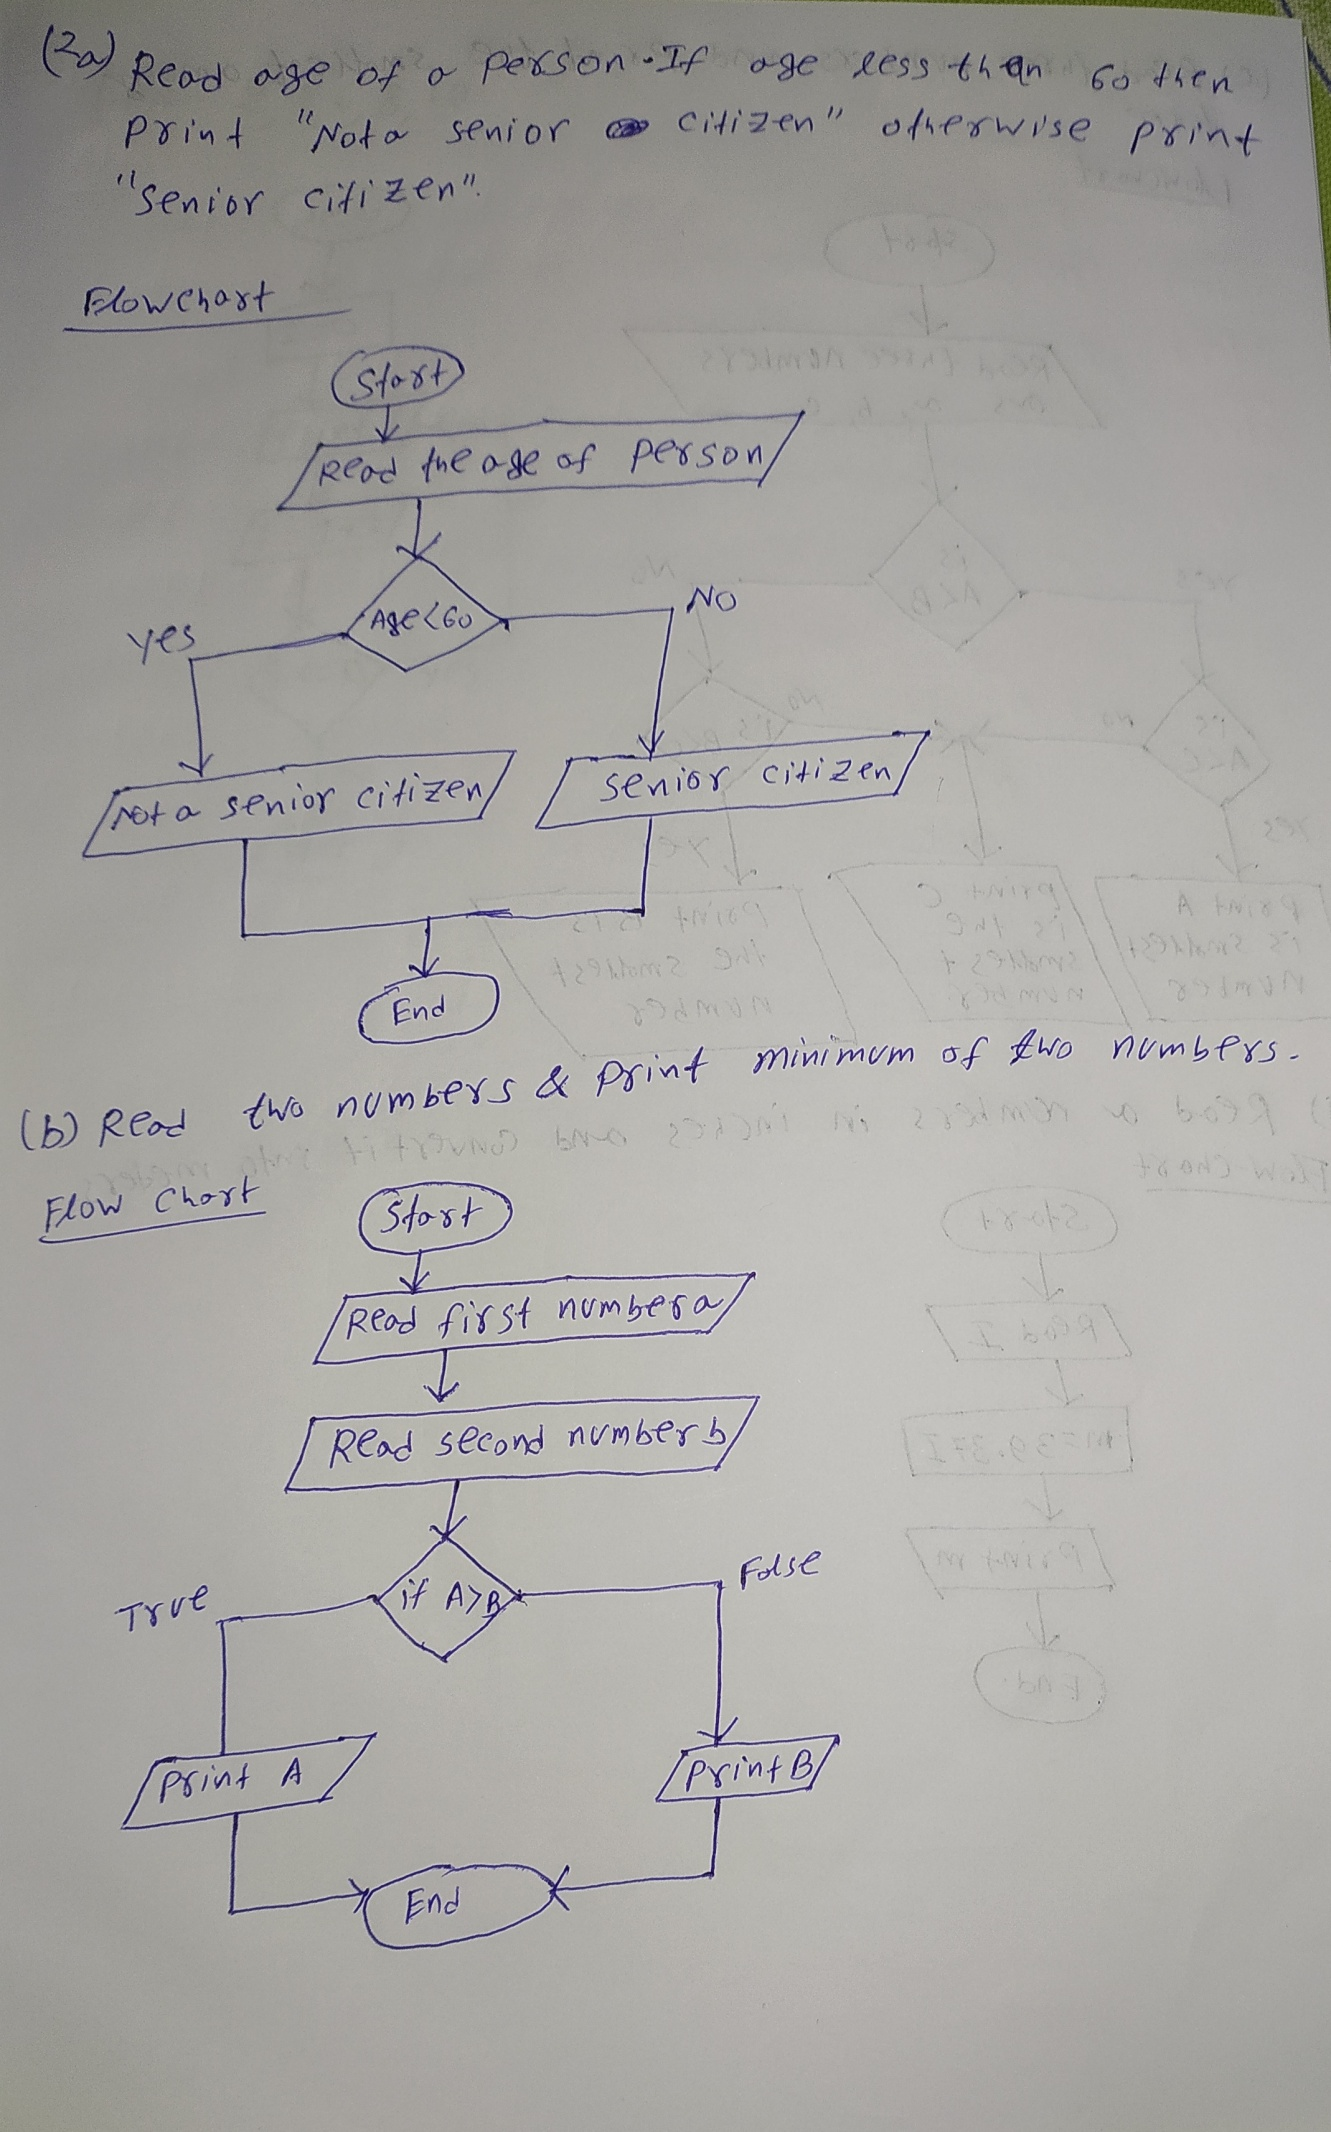 (2a) Read age of a person. If age less than 60 then
print "Not a senior citizen" otherwise print
"senior citizen".
Flowchart
Start
Read the age of person
Age<60
yes
NO
Not a senior citizen
senior citizen
End
(b) Read two numbers & print minimum of two numbers.
Flow chart
Start
Read first number a
Read second number b
if A>B
True
False
print A
print B
End